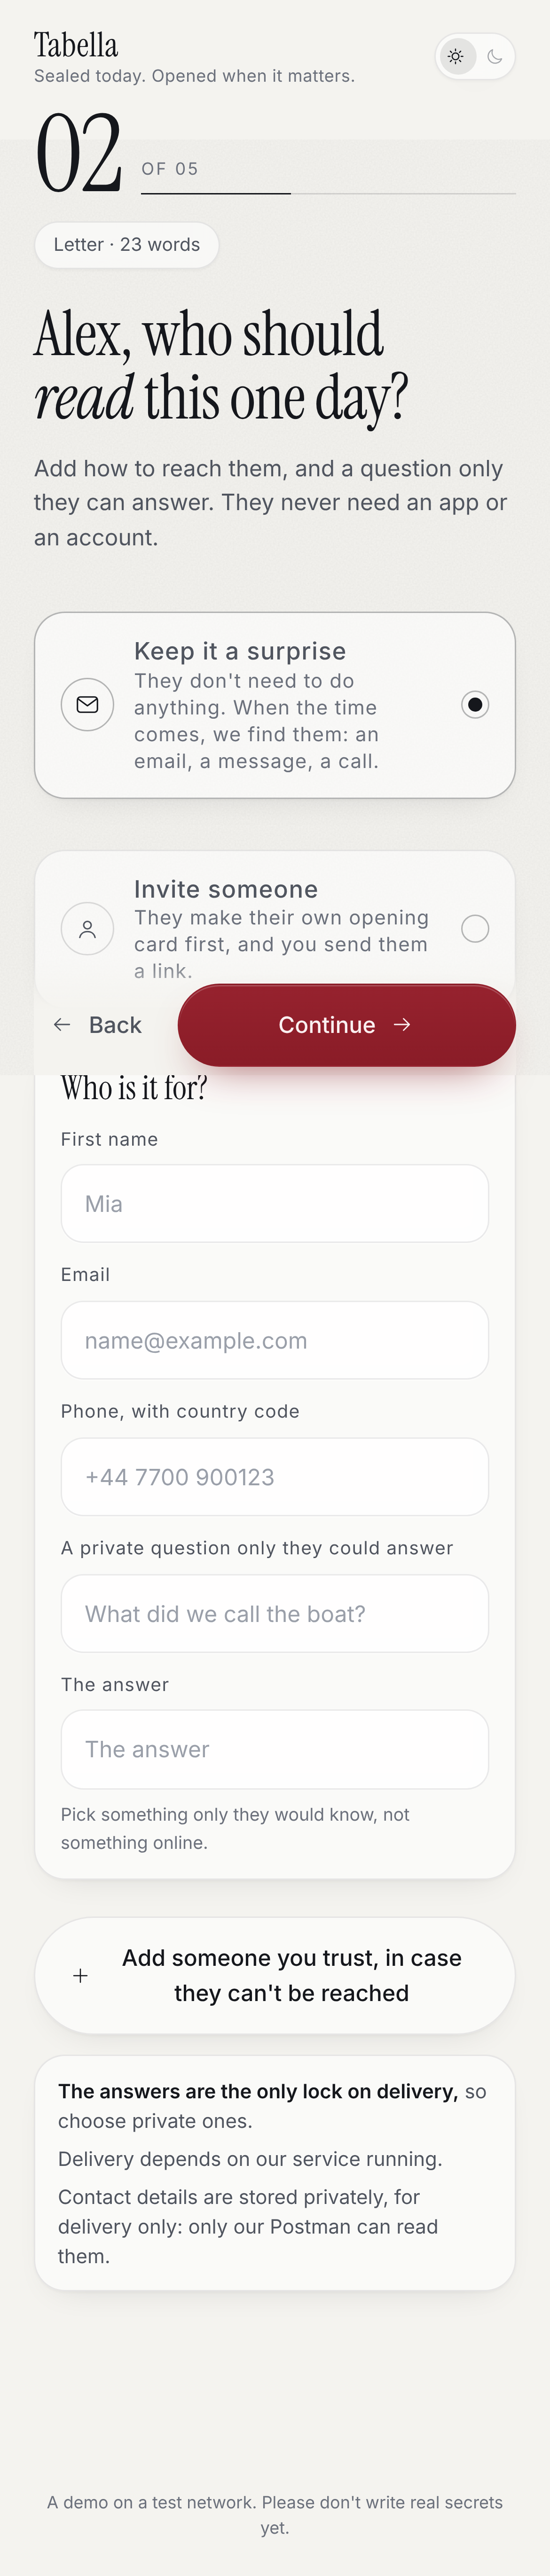 Tabella
Sealed today. Opened when it matters.
02
OF 05
Letter · 23 words
Alex, who should
read this one day?
Add how to reach them, and a question only
they can answer. They never need an app or
an account.
Keep it a surprise
They don't need to do
anything. When the time
comes, we find them: an
email, a message, a call.
Invite someone
They make their own opening
card first, and you send them
a link.
Back
Continue
Who is it for?
First name
Mia
Email
name@example.com
Phone, with country code
+44 7700 900123
A private question only they could answer
What did we call the boat?
The answer
The answer
Pick something only they would know, not
something online.
Add someone you trust, in case
they can't be reached
The answers are the only lock on delivery, so
choose private ones.
Delivery depends on our service running.
Contact details are stored privately, for
delivery only: only our Postman can read
them.
A demo on a test network. Please don't write real secrets
yet.